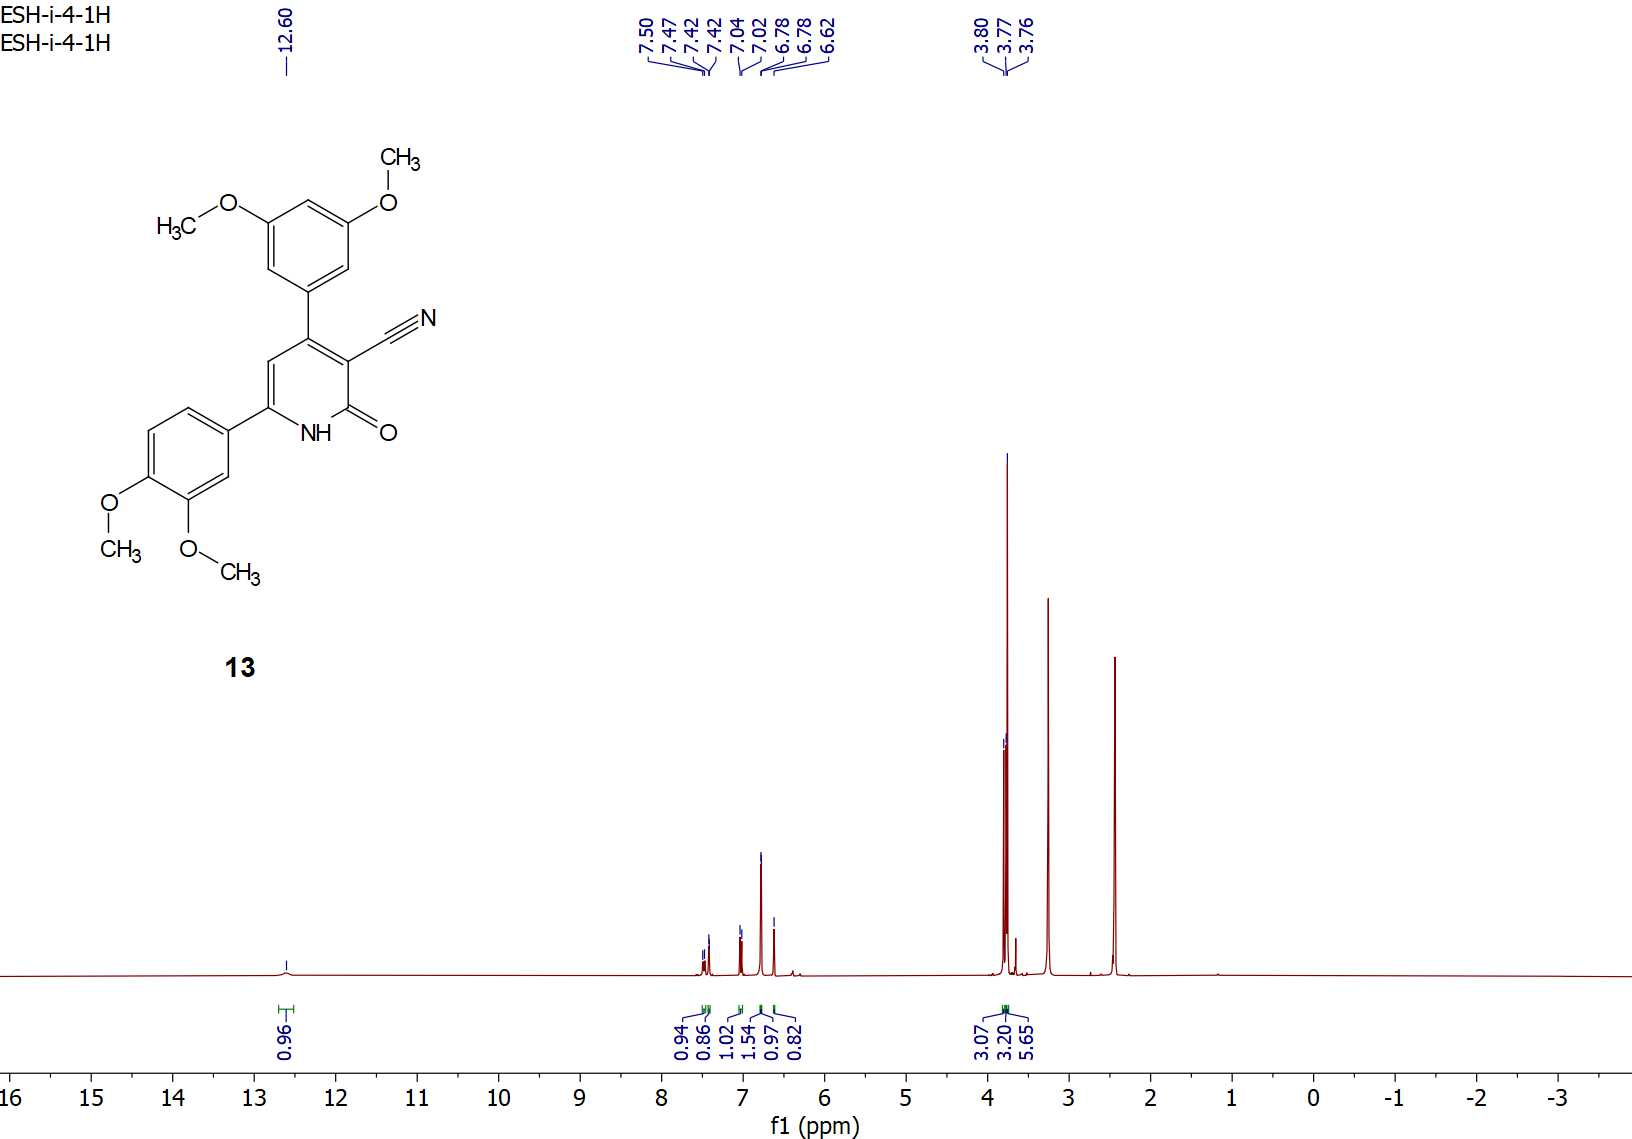 ESH-i-4-1H
ESH-i-4-1H
12.60
7.50
7.47
7.42
7.42
7.04
7.02
6.78
6.78
6.62
3.80
3.77
3.76
CH3
O
O
H3C
N
NH
O
O
CH3
O
CH3
13
0.96
0.94
0.86
1.02
1.54
0.97
0.82
3.07
3.20
5.65
16 15 14 13 12 11 10 9 8 7 6 5 4 3 2 1 0 -1 -2 -3
f1 (ppm)